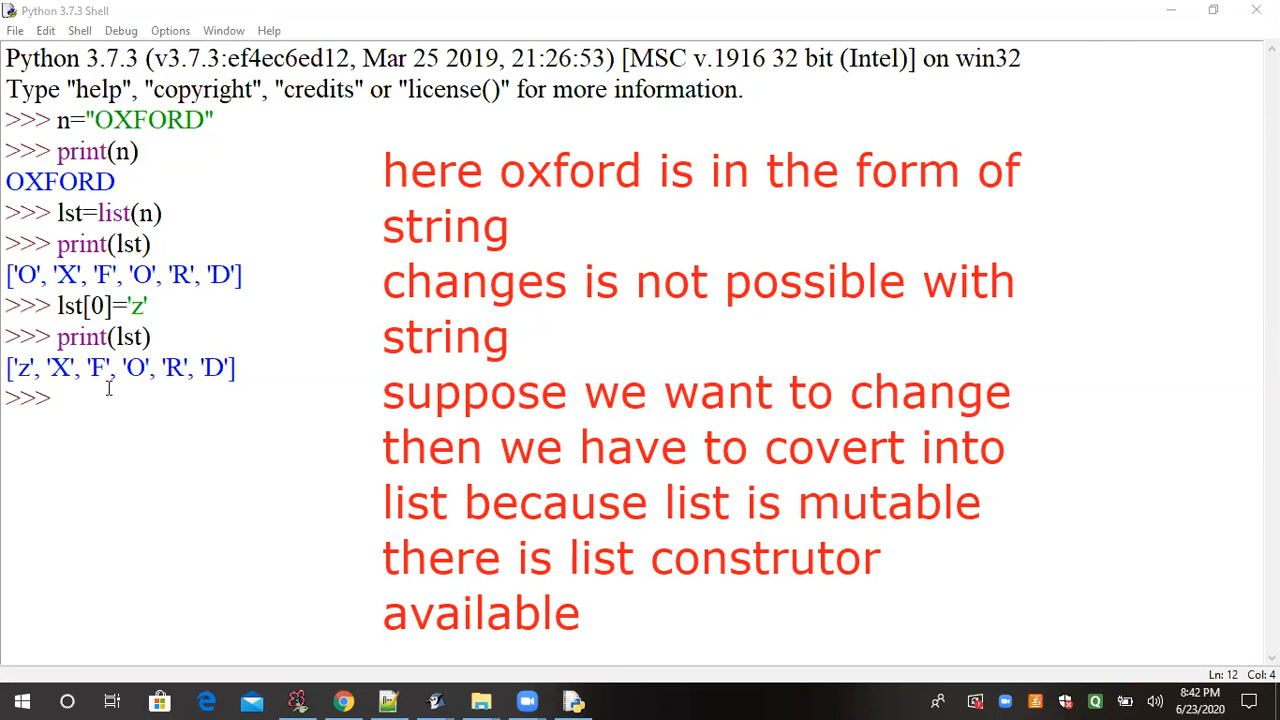 Python 3.7.3 Shell
File Edit Shell Debug Options Window Help
Python 3.7.3 (v3.7.3:ef4ec6ed12, Mar 25 2019, 21:26:53) [MSC v.1916 32 bit (Intel)] on win32
Type "help", "copyright", "credits" or "license()" for more information.
>>> n="OXFORD"
>>> print(n)
OXFORD
>>> lst=list(n)
>>> print(lst)
['O', 'X', 'F', 'O', 'R', 'D']
>>> lst[0]='z'
>>> print(lst)
['z', 'X', 'F', 'O', 'R', 'D']
>>>
here oxford is in the form of
string
changes is not possible with
string
suppose we want to change
then we have to covert into
list because list is mutable
there is list construtor
available
Ln: 12 Col: 4
8:42 PM
6/23/2020